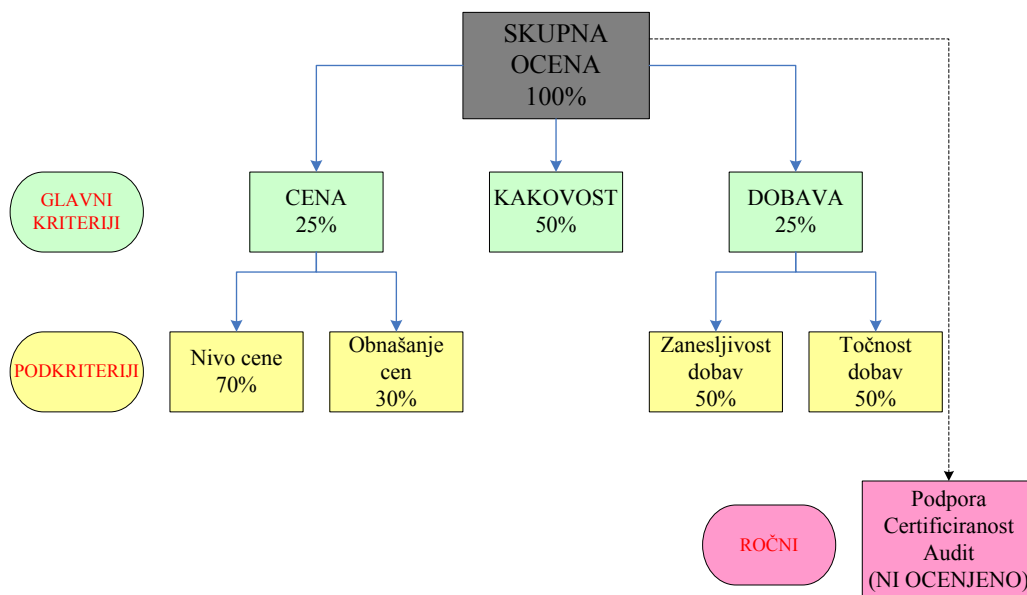 SKUPNA
OCENA
100%
GLAVNI
KRITERIJI
CENA
25%
KAKOVOST
50%
DOBAVA
25%
PODKRITERIJI
Nivo cene
70%
Obnašanje
cen
30%
Zanesljivost
dobav
50%
Točnost
dobav
50%
ROČNI
Podpora
Certificiranost
Audit
(NI OCENJENO)